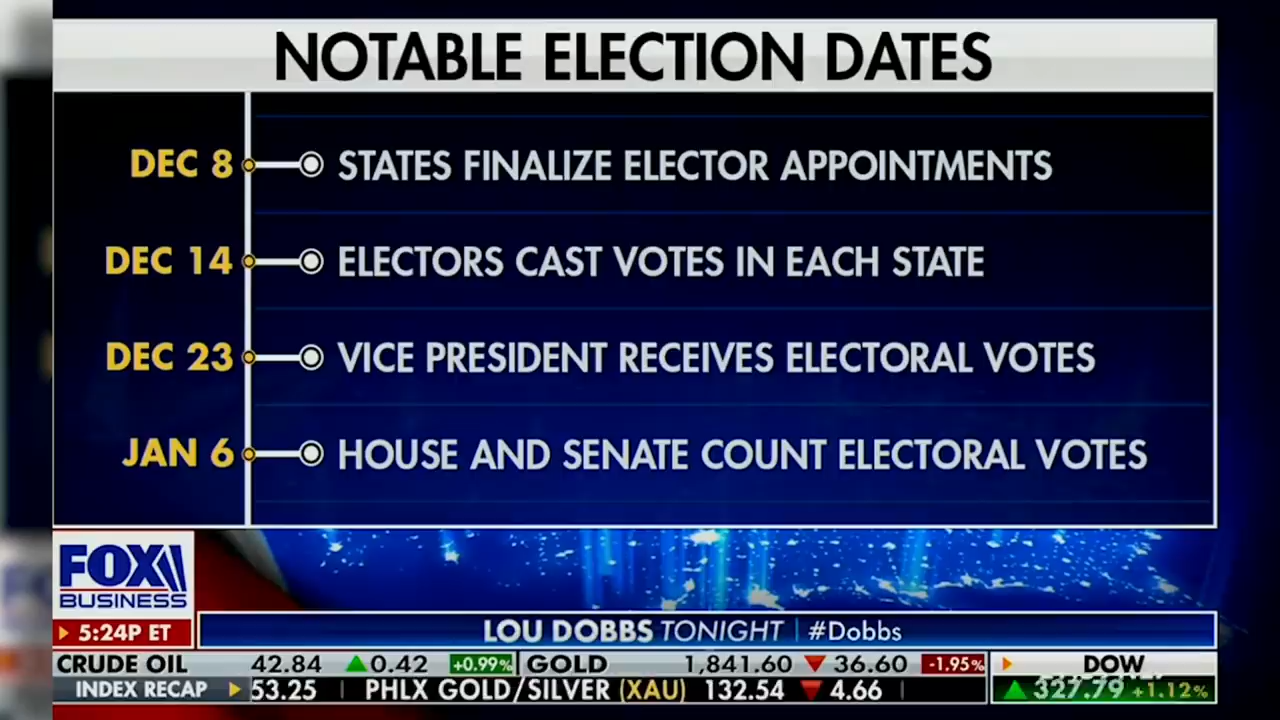 NOTABLE ELECTION DATES
DEC 8 STATES FINALIZE ELECTOR APPOINTMENTS
DEC 14 ELECTORS CAST VOTES IN EACH STATE
DEC 23 VICE PRESIDENT RECEIVES ELECTORAL VOTES
JAN 6 HOUSE AND SENATE COUNT ELECTORAL VOTES
FOX
BUSINESS
5:24P ET
LOU DOBBS TONIGHT | #Dobbs
CRUDE OIL 42.84 ▲0.42 +0.99% GOLD 1,841.60 ▼36.60 -1.95%
DOW
INDEX RECAP 53.25 | PHLX GOLD/SILVER (XAU) 132.54 ▼4.66 |
▲327.79 +1.12%